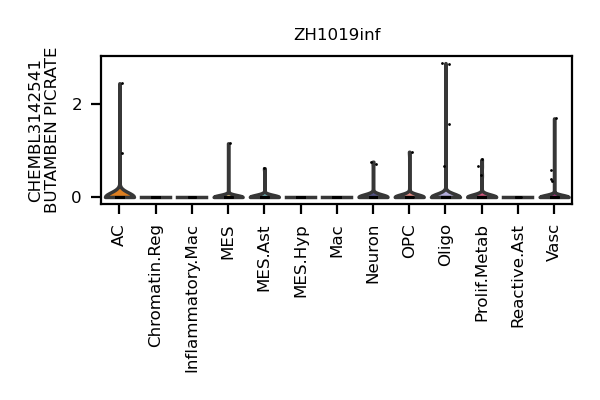 ZH1019inf
CHEMBL3142541
BUTAMBEN PICRATE
2
0
AC
Chromatin.Reg
Inflammatory.Mac
MES
MES.Ast
MES.Hyp
Mac
Neuron
OPC
Oligo
Prolif.Metab
Reactive.Ast
Vasc